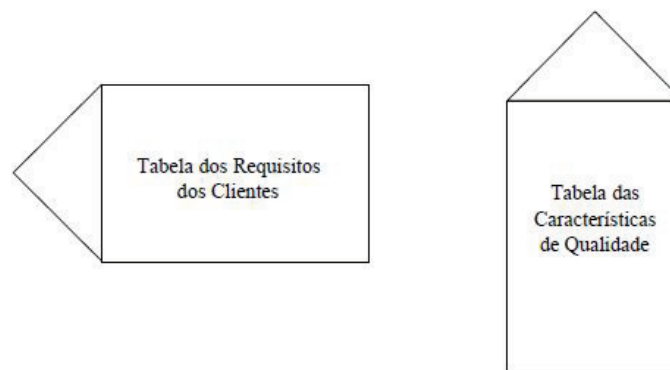 Tabela dos Requisitos
dos Clientes
Tabela das
Características
de Qualidade